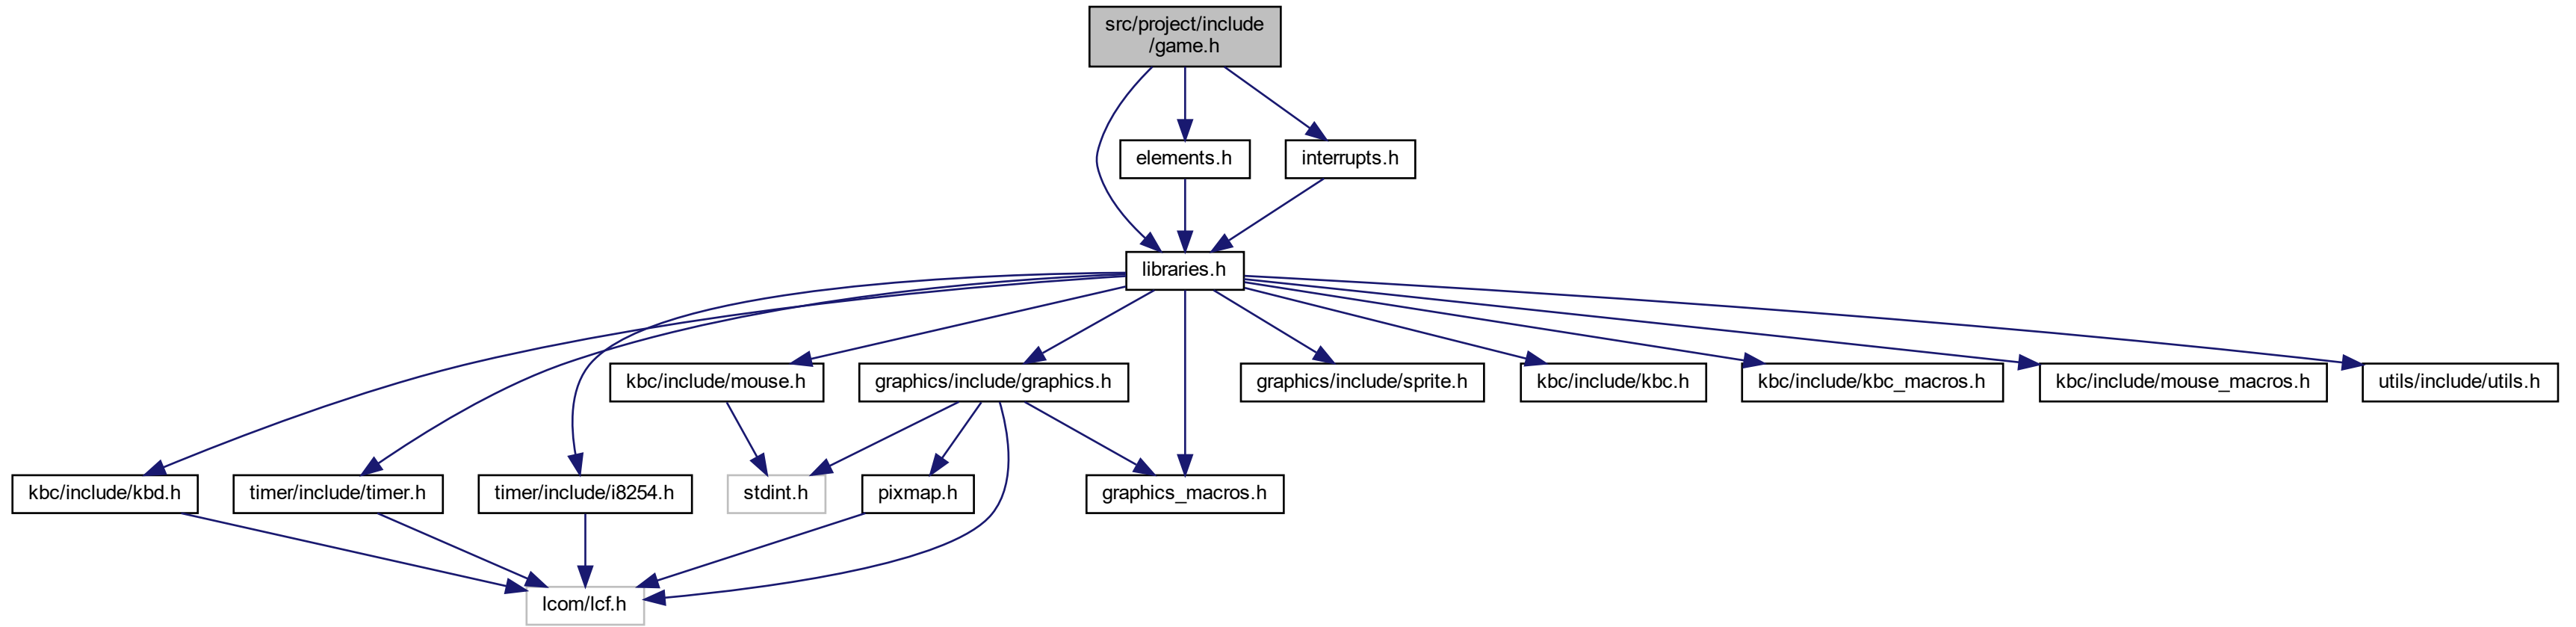 src/project/include
/game.h
elements.h
interrupts.h
libraries.h
kbc/include/mouse.h
graphics/include/graphics.h
graphics/include/sprite.h
kbc/include/kbc.h
kbc/include/kbc_macros.h
kbc/include/mouse_macros.h
utils/include/utils.h
kbc/include/kbd.h
timer/include/timer.h
timer/include/i8254.h
stdint.h
pixmap.h
graphics_macros.h
lcom/lcf.h